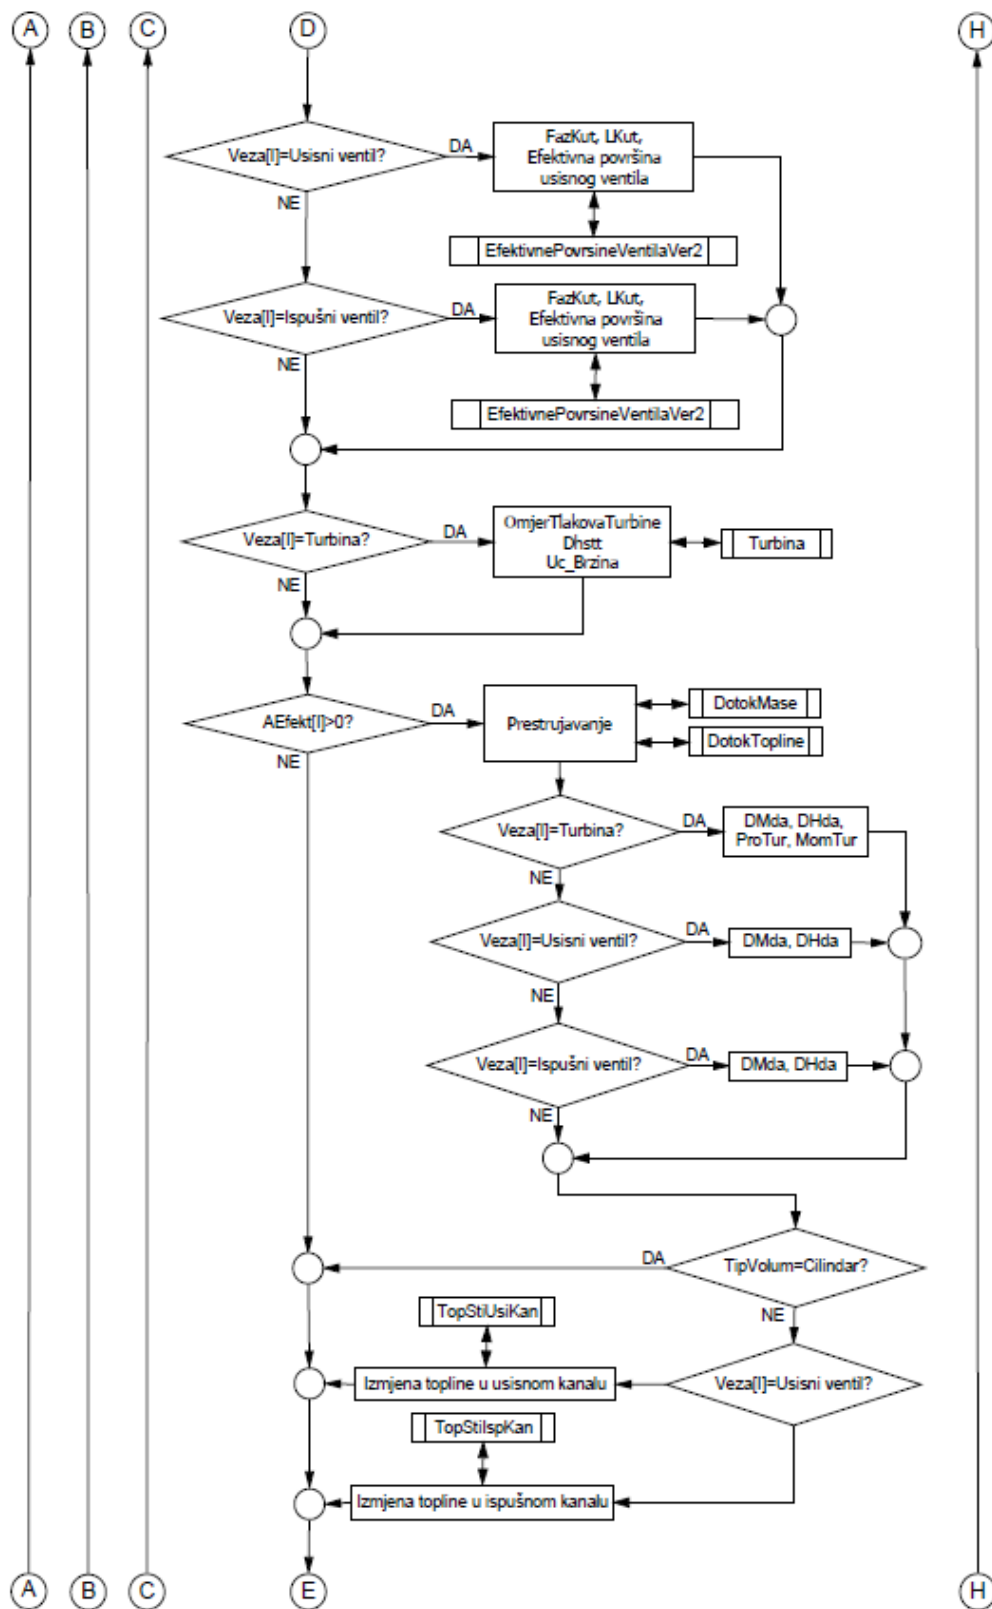 A
B
C
D
H
Veza[I]=Usisni ventil?
DA
FazKut, LKut,
Efektivna površina
usisnog ventila
NE
EfektivnePovrsineVentilaVer2
Veza[I]=Ispušni ventil?
DA
FazKut, LKut,
Efektivna površina
usisnog ventila
NE
EfektivnePovrsineVentilaVer2
Veza[I]=Turbina?
DA
OmjerTlakovaTurbine
Dhstt
Uc_Brzina
Turbina
NE
AEfekt[I]>0?
DA
Prestrujavanje
DotokMase
DotokTopline
NE
Veza[I]=Turbina?
DA
DMda, DHda,
ProTur, MomTur
NE
Veza[I]=Usisni ventil?
DA
DMda, DHda
NE
Veza[I]=Ispušni ventil?
DA
DMda, DHda
NE
DA
TipVolum=Cilindar?
NE
TopStiUsiKan
Izmjena topline u usisnom kanalu
Veza[I]=Usisni ventil?
TopStiIspKan
Izmjena topline u ispušnom kanalu
A
B
C
E
H